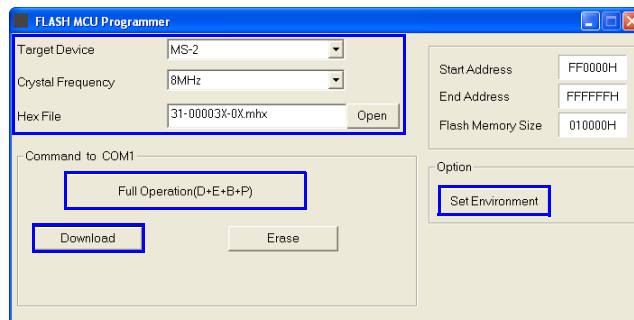 FLASH MCU Programmer
Target Device MS-2
Crystal Frequency 8MHz
Hex File 31-00003X-0X.mhx Open
Start Address FF0000H
End Address FFFFFFH
Flash Memory Size 010000H
Command to COM1
Full Operation(D+E+B+P)
Download Erase
Option
Set Environment